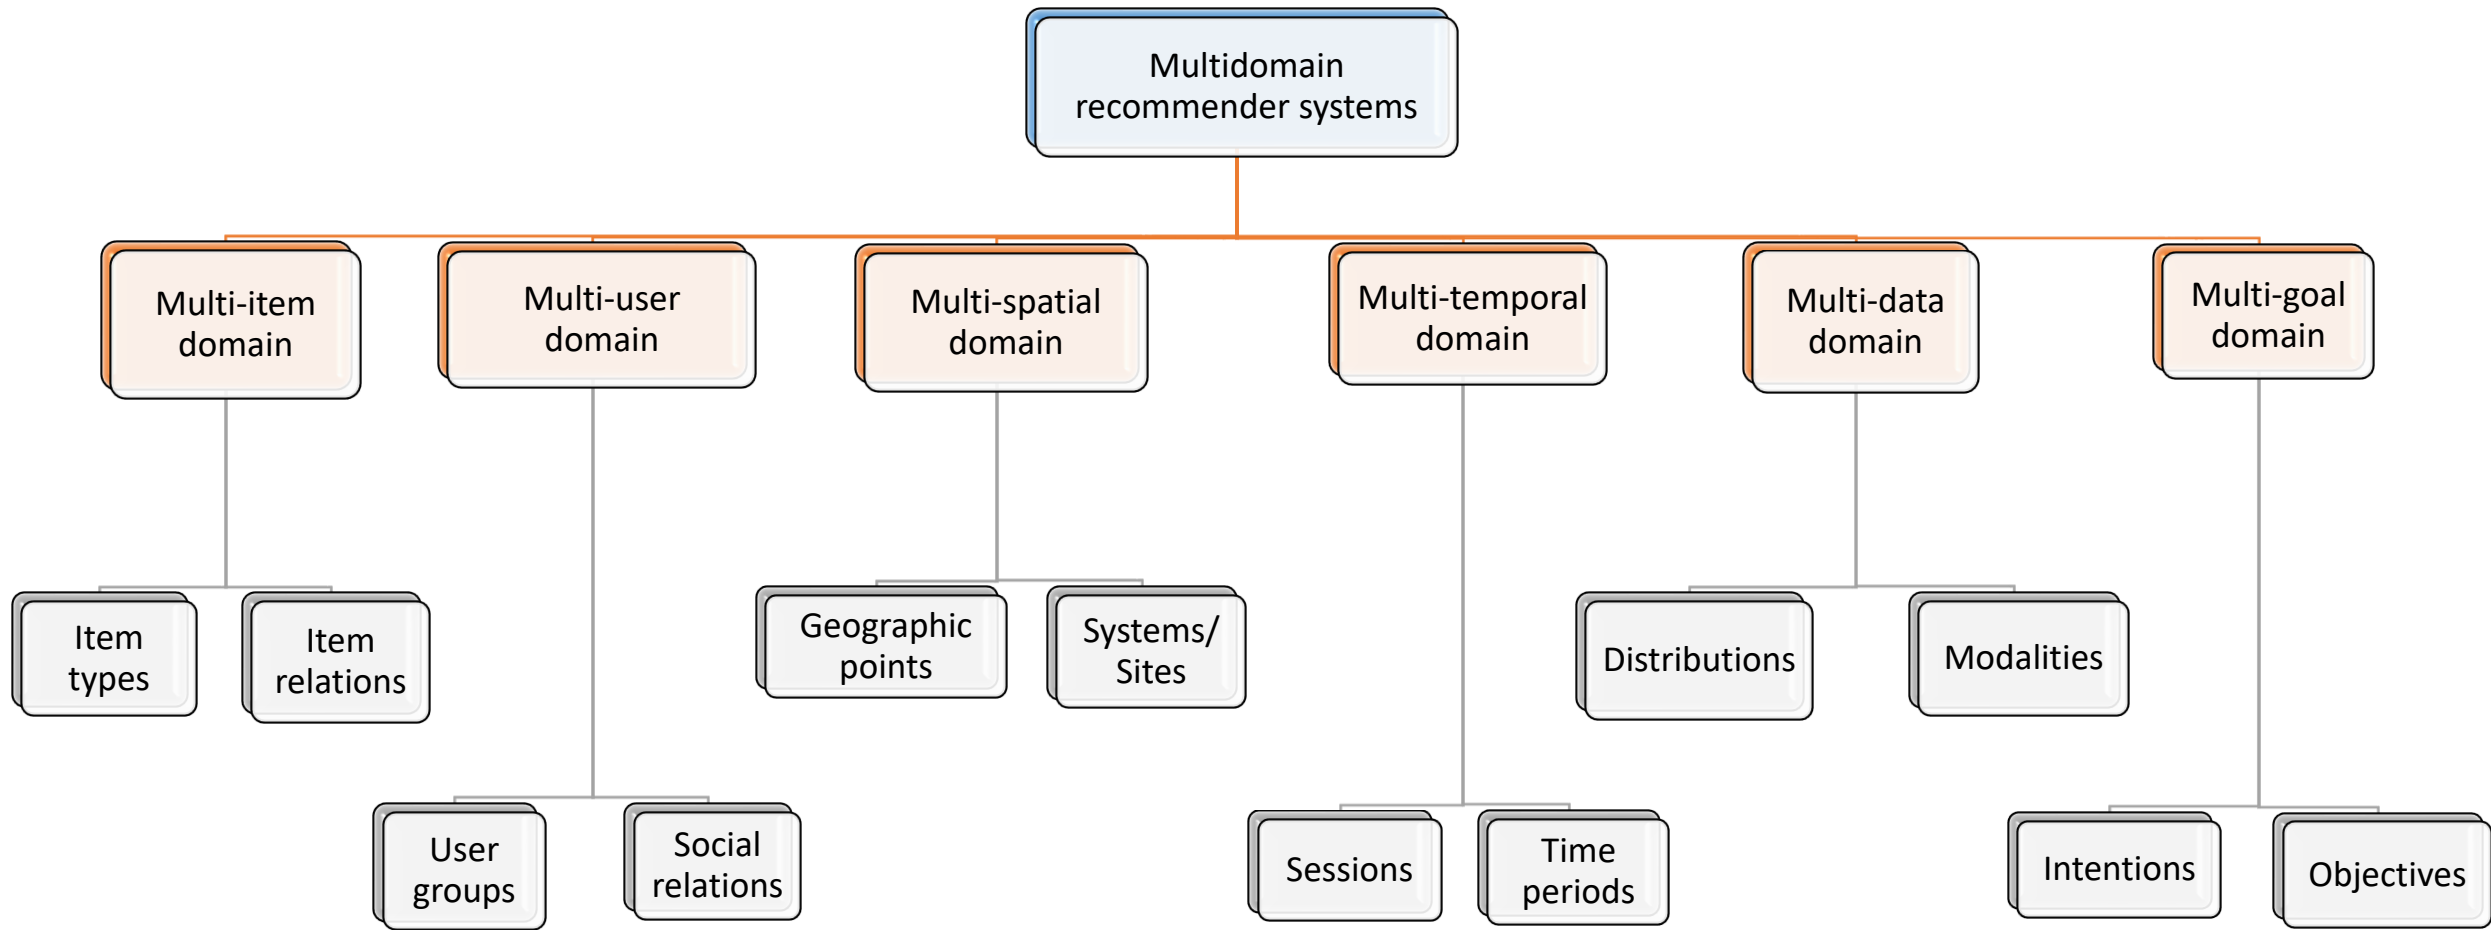 Multidomain
recommender systems
Multi-item
domain
Multi-user
domain
Multi-spatial
domain
Multi-temporal
domain
Multi-data
domain
Multi-goal
domain
Item
types
Item
relations
Geographic
points
Systems/
Sites
Distributions
Modalities
User
groups
Social
relations
Sessions
Time
periods
Intentions
Objectives